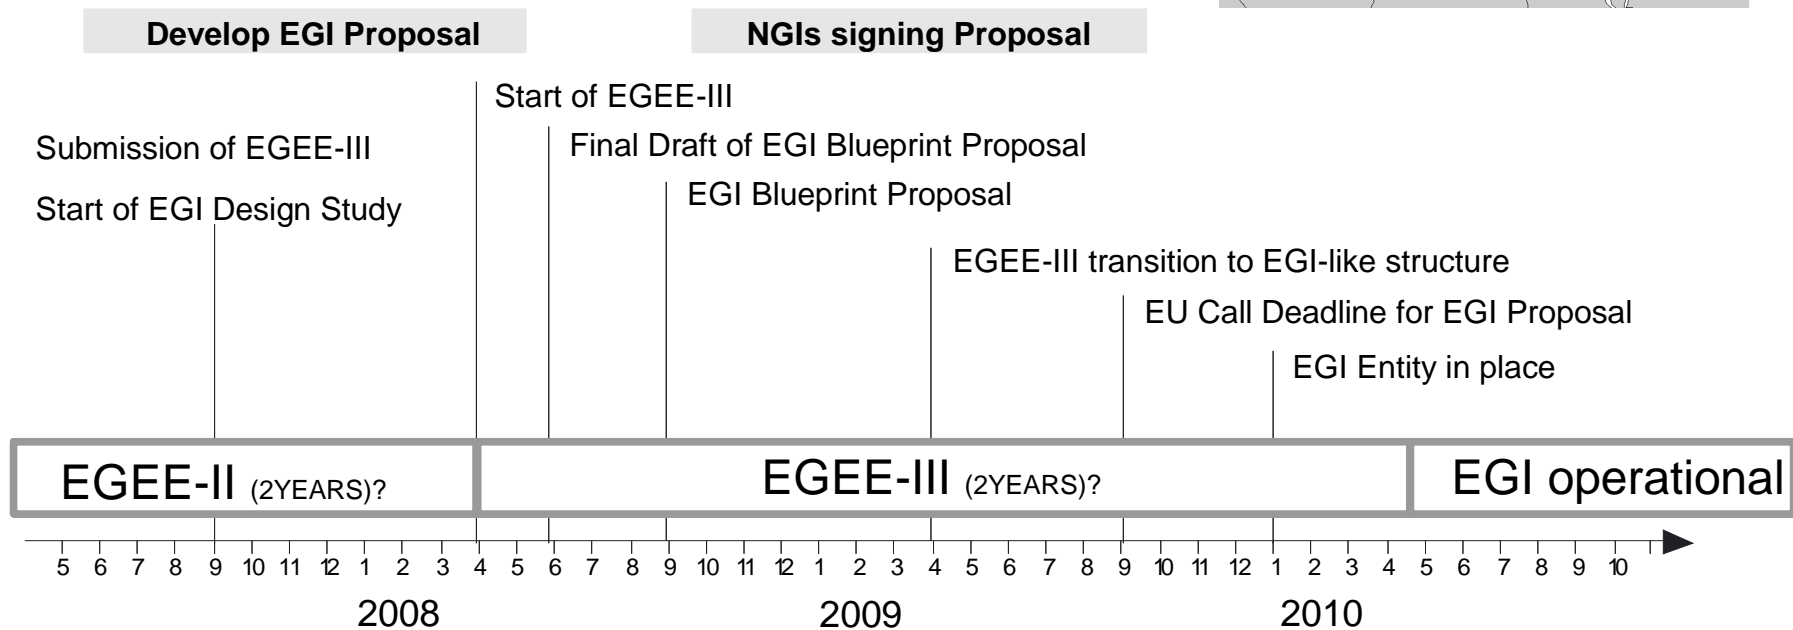 Develop EGI Proposal
NGIs signing Proposal
Start of EGEE-III
Submission of EGEE-III
Final Draft of EGI Blueprint Proposal
EGI Blueprint Proposal
Start of EGI Design Study
EGEE-III transition to EGI-like structure
EU Call Deadline for EGI Proposal
EGI Entity in place
EGEE-II (2YEARS)?
EGEE-III (2YEARS)?
EGI operational
5 6 7 8 9 10 11 12 1 2 3 4 5 6 7 8 9 10 11 12 1 2 3 4 5 6 7 8 9 10 11 12 1 2 3 4 5 6 7 8 9 10
2008 2009 2010